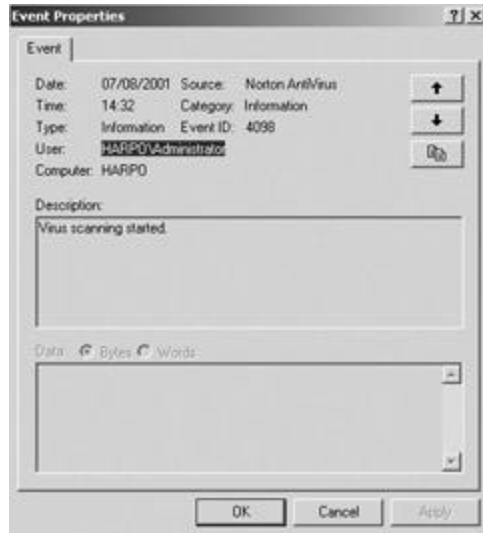 Event Properties
Event
Date: 07/08/2001 Source: Norton AntiVirus
Time: 14:32 Category: Information
Type: Information Event ID: 4098
User: HARPO\Administrator
Computer: HARPO
Description:
Virus scanning started.
Data: Bytes Words
OK Cancel Apply